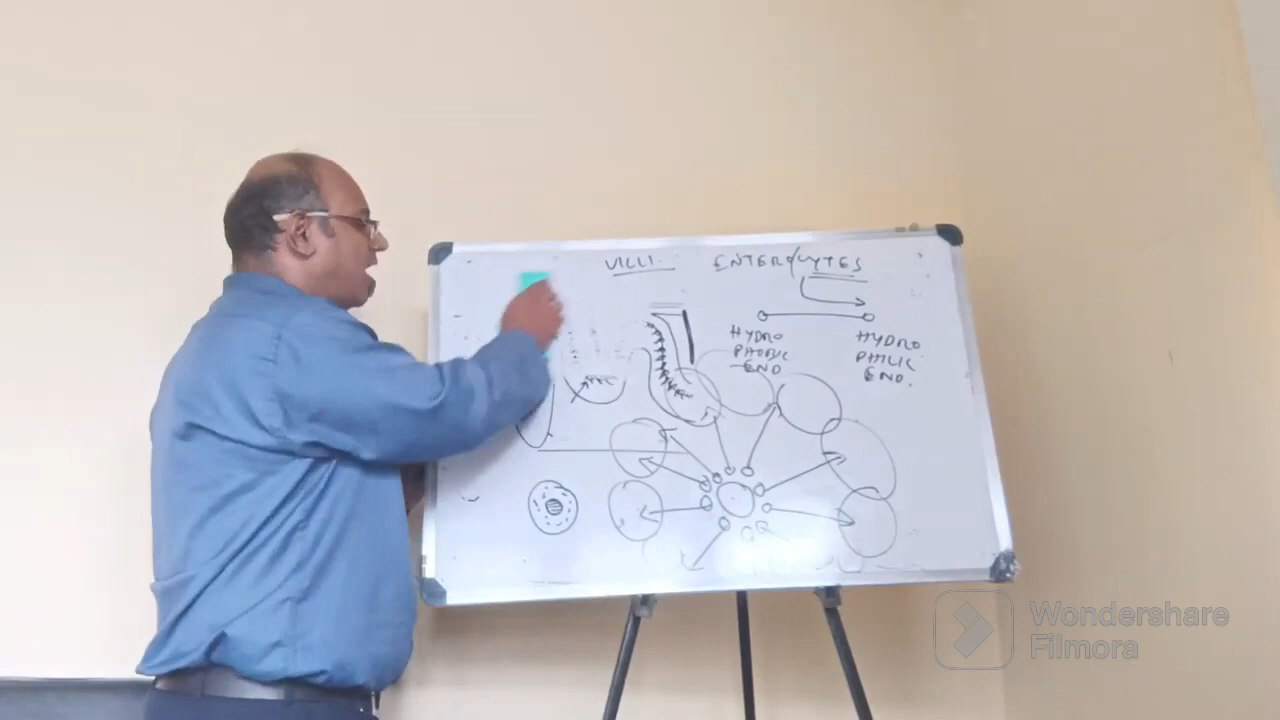 VILLI.
ENTEROCYTES
HYDRO
PHOBIC
END
HYDRO
PHILIC
END.
Wondershare
Filmora